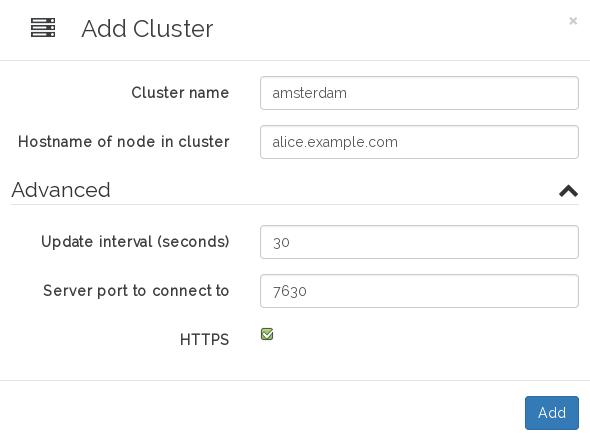 Add Cluster
×
Cluster name
amsterdam
Hostname of node in cluster
alice.example.com
Advanced
Update interval (seconds)
30
Server port to connect to
7630
HTTPS
Add